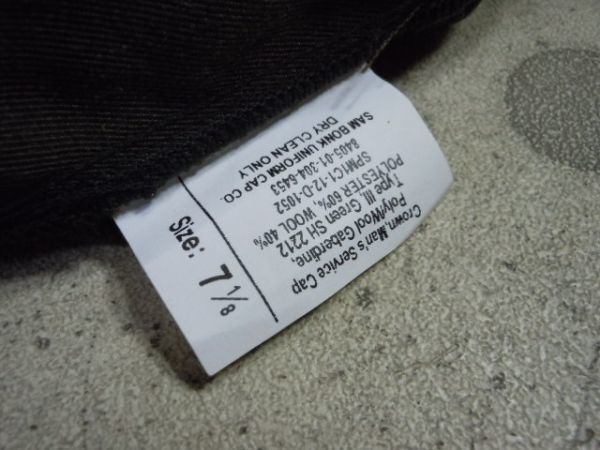 Crown,Man's Service Cap
Poly/Wool Gaberdine,
Type III, Green SH 2212
POLYESTER 60%, WOOL 40%
SPM1C1-12-D-1052
8405-01-304-6453
SAM BONK UNIFORM CAP CO.
DRY CLEAN ONLY
Size: 7 1/8